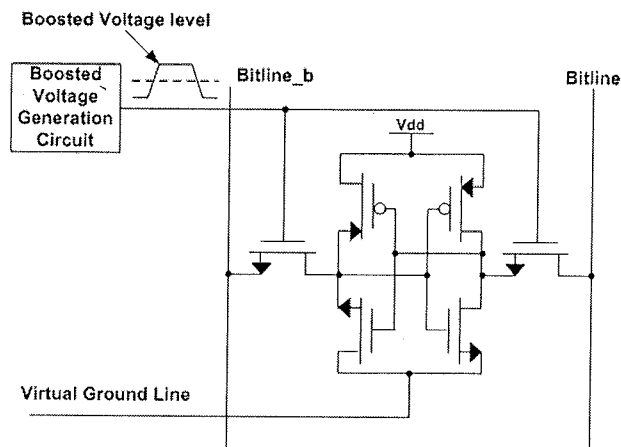 Boosted Voltage level
Boosted
Voltage
Generation
Circuit
Bitline_b
Bitline
Vdd
Virtual Ground Line